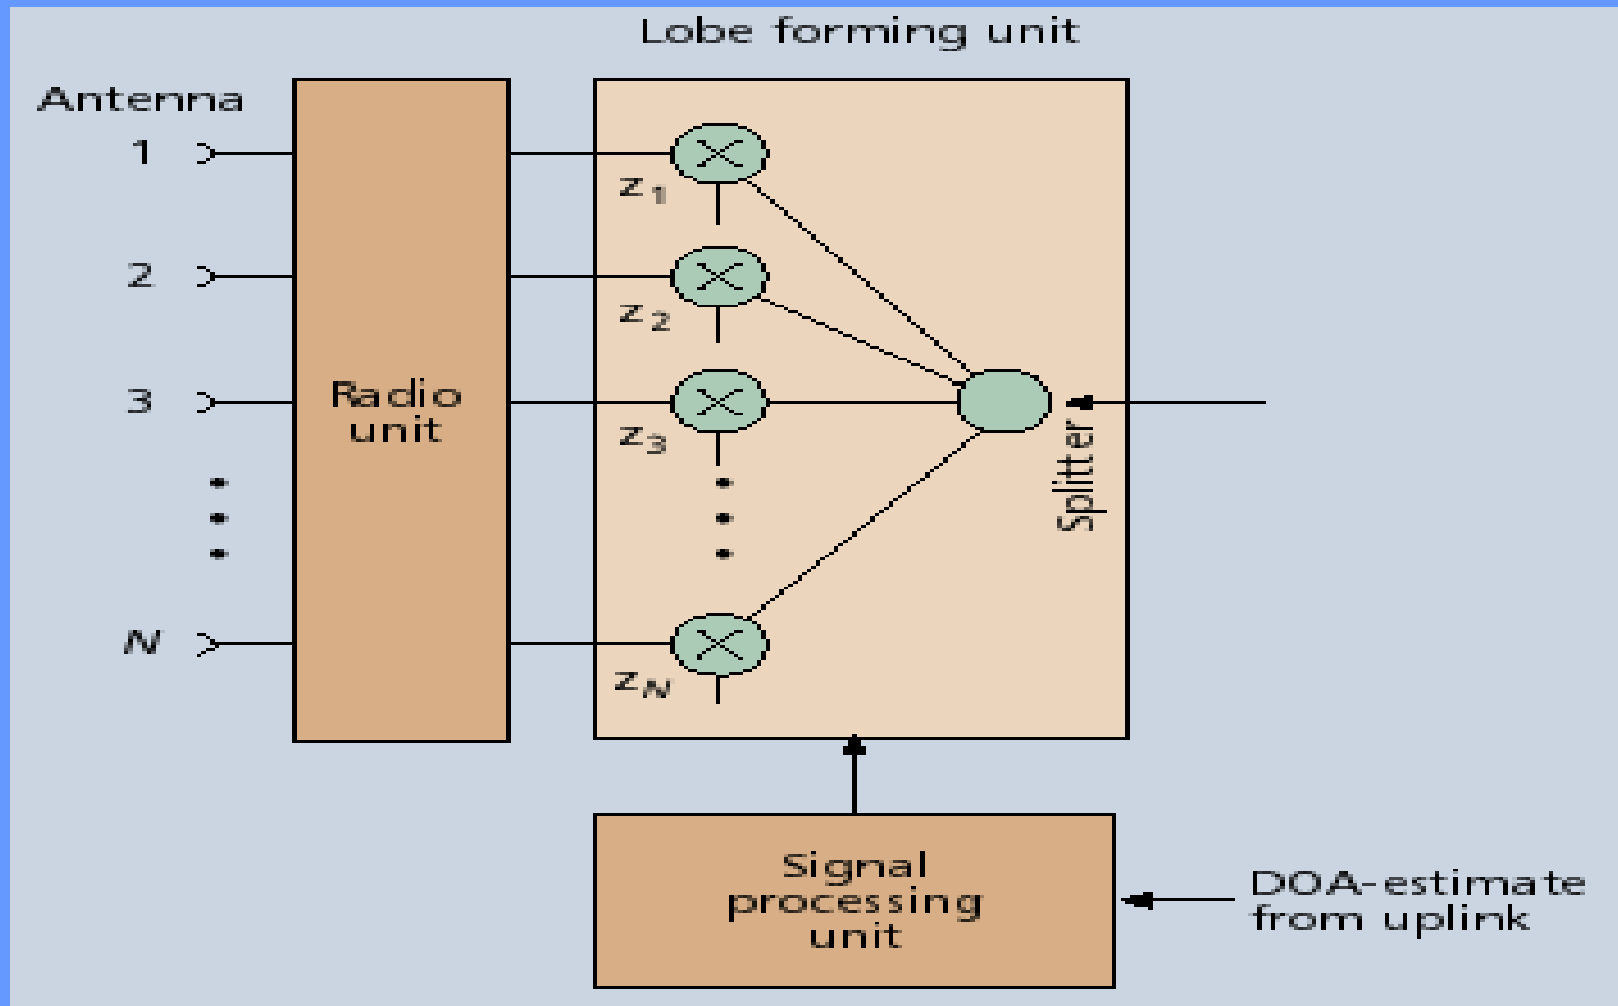 Lobe forming unit
Antenna
1
2
3
N
Radio
unit
z1
z2
z3
zN
Splitter
Signal
processing
unit
DOA-estimate
from uplink